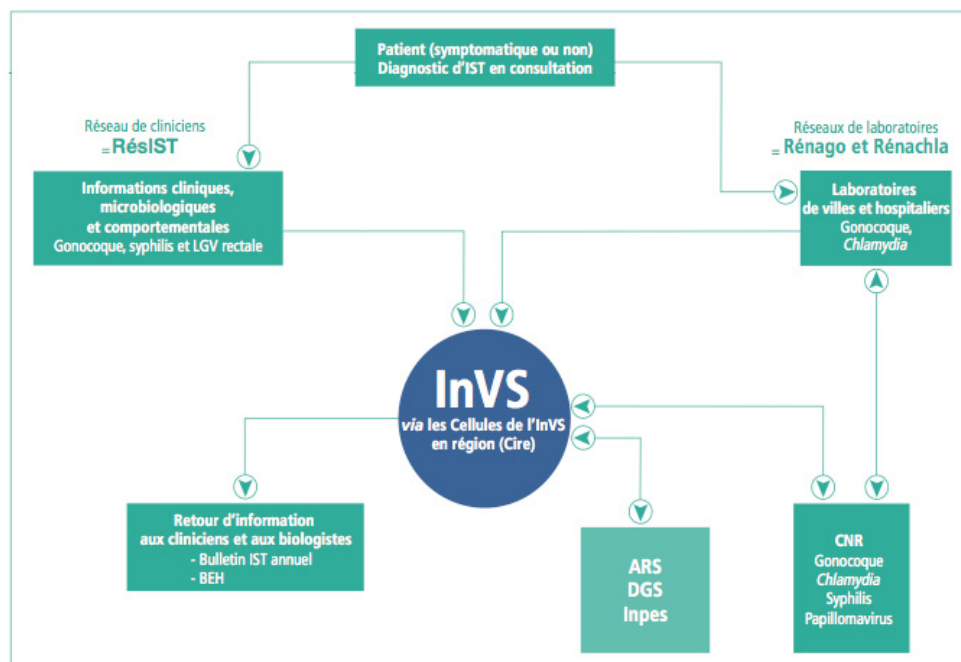 Patient (symptomatique ou non)
Diagnostic d'IST en consultation
Réseau de cliniciens
= RésIST
Réseaux de laboratoires
= Rénago et Rénachla
Informations cliniques,
microbiologiques
et comportementales
Gonocoque, syphilis et LGV rectale
Laboratoires
de villes et hospitaliers
Gonocoque,
Chlamydia
InVS
via les Cellules de l'InVS
en région (Cire)
Retour d'information
aux cliniciens et aux biologistes
- Bulletin IST annuel
- BEH
ARS
DGS
Inpes
CNR
Gonocoque
Chlamydia
Syphilis
Papillomavirus